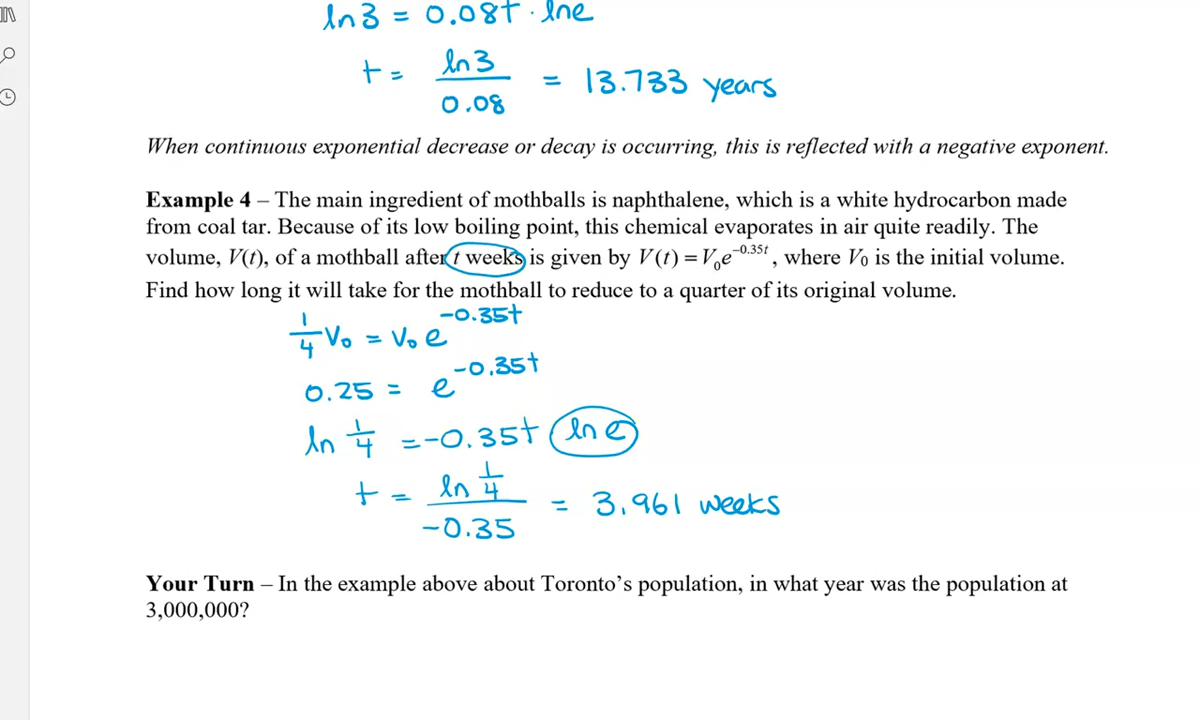 ln3 = 0.08t · lne
t = ln3 / 0.08 = 13.733 years
When continuous exponential decrease or decay is occurring, this is reflected with a negative exponent.
Example 4 – The main ingredient of mothballs is naphthalene, which is a white hydrocarbon made
from coal tar. Because of its low boiling point, this chemical evaporates in air quite readily. The
volume, V(t), of a mothball after t weeks is given by V(t) = V₀e^(−0.35t), where V₀ is the initial volume.
Find how long it will take for the mothball to reduce to a quarter of its original volume.
1/4 V₀ = V₀ e^(-0.35t)
0.25 = e^(-0.35t)
ln 1/4 = -0.35t ln e
t = ln 1/4 / -0.35 = 3.961 weeks
Your Turn – In the example above about Toronto's population, in what year was the population at
3,000,000?